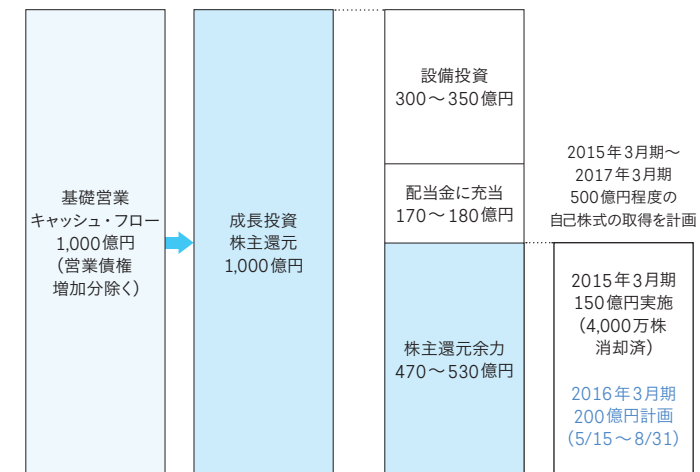 基礎営業
キャッシュ・フロー
1,000億円
（営業債権
増加分除く）
成長投資
株主還元
1,000億円
設備投資
300～350億円
配当金に充当
170～180億円
株主還元余力
470～530億円
2015年3月期～
2017年3月期
500億円程度の
自己株式の取得を計画
2015年3月期
150億円実施
（4,000万株
消却済）
2016年3月期
200億円計画
（5/15～8/31）